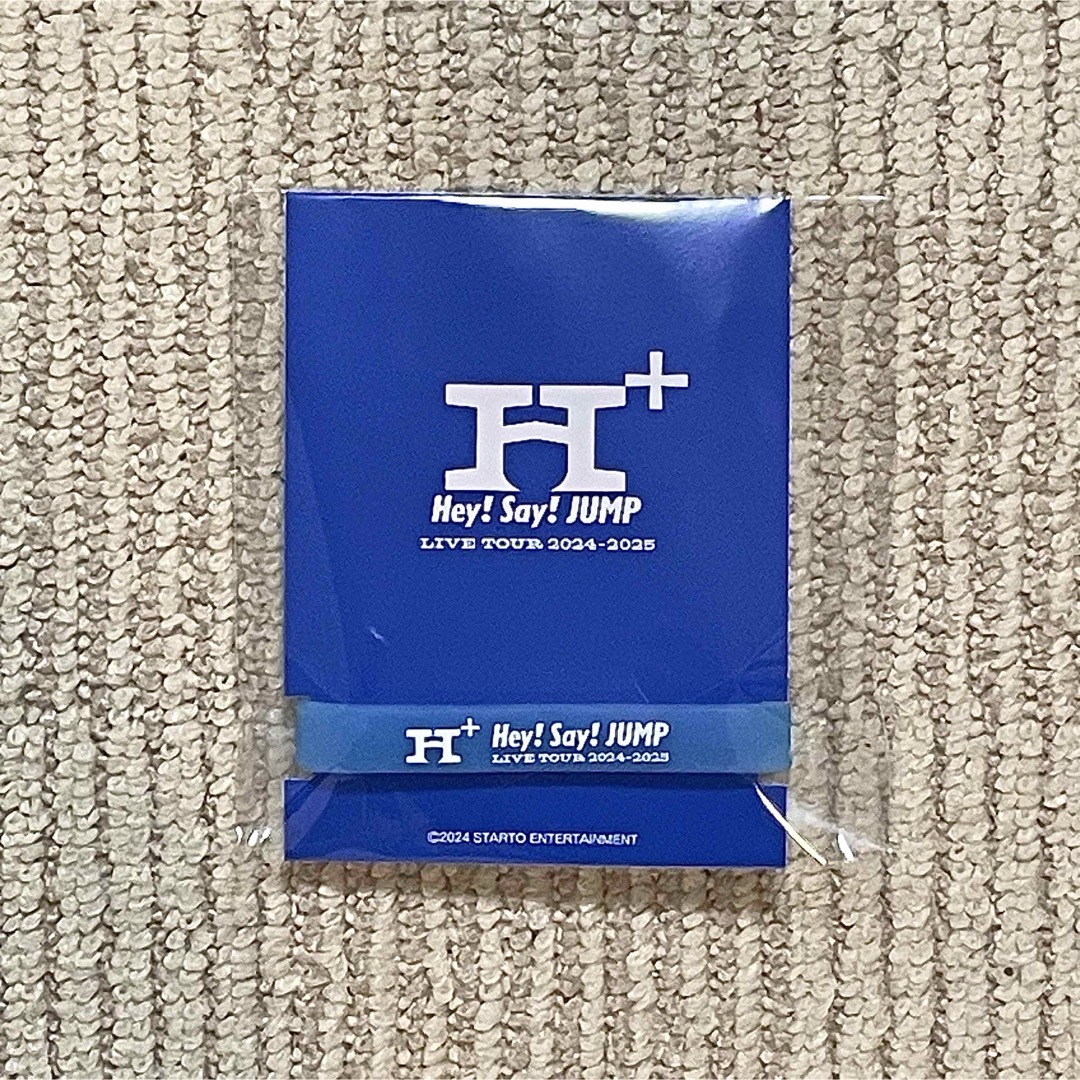 H+
Hey! Say! JUMP
LIVE TOUR 2024-2025
H+ Hey! Say! JUMP
LIVE TOUR 2024-2025
©2024 STARTO ENTERTAINMENT